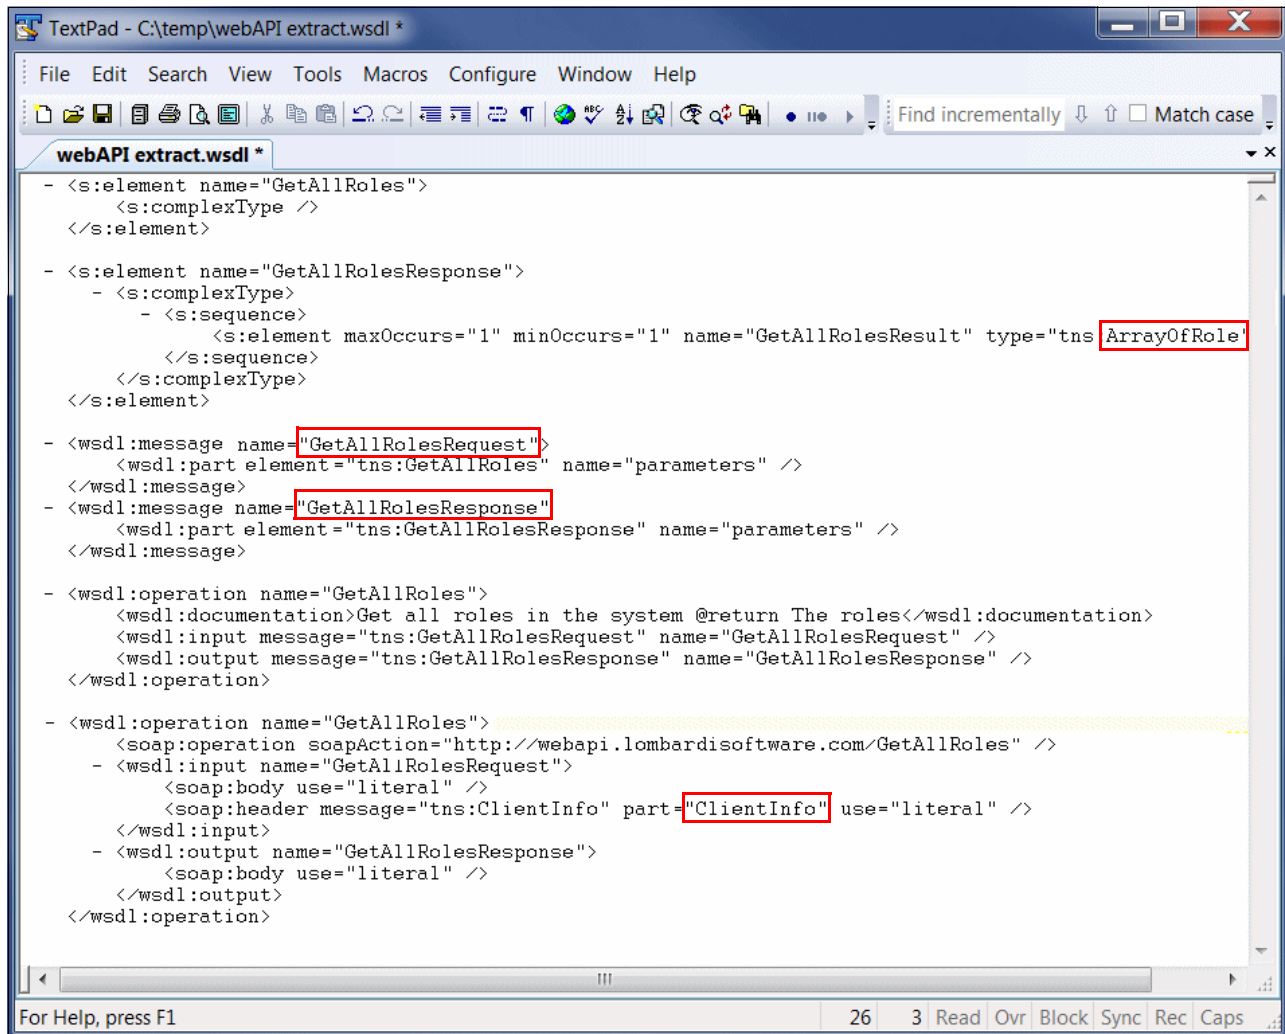 TextPad - C:\temp\webAPI extract.wsdl *
File Edit Search View Tools Macros Configure Window Help
Find incrementally Match case
webAPI extract.wsdl *
- <s:element name="GetAllRoles">
<s:complexType />
</s:element>
- <s:element name="GetAllRolesResponse">
- <s:complexType>
- <s:sequence>
<s:element maxOccurs="1" minOccurs="1" name="GetAllRolesResult" type="tns:ArrayOfRole"
</s:sequence>
</s:complexType>
</s:element>
- <wsdl:message name="GetAllRolesRequest">
<wsdl:part element="tns:GetAllRoles" name="parameters" />
</wsdl:message>
- <wsdl:message name="GetAllRolesResponse"
<wsdl:part element="tns:GetAllRolesResponse" name="parameters" />
</wsdl:message>
- <wsdl:operation name="GetAllRoles">
<wsdl:documentation>Get all roles in the system @return The roles</wsdl:documentation>
<wsdl:input message="tns:GetAllRolesRequest" name="GetAllRolesRequest" />
<wsdl:output message="tns:GetAllRolesResponse" name="GetAllRolesResponse" />
</wsdl:operation>
- <wsdl:operation name="GetAllRoles">
<soap:operation soapAction="http://webapi.lombardisoftware.com/GetAllRoles" />
- <wsdl:input name="GetAllRolesRequest">
<soap:body use="literal" />
<soap:header message="tns:ClientInfo" part="ClientInfo" use="literal" />
</wsdl:input>
- <wsdl:output name="GetAllRolesResponse">
<soap:body use="literal" />
</wsdl:output>
</wsdl:operation>
For Help, press F1 26 3 Read Ovr Block Sync Rec Caps